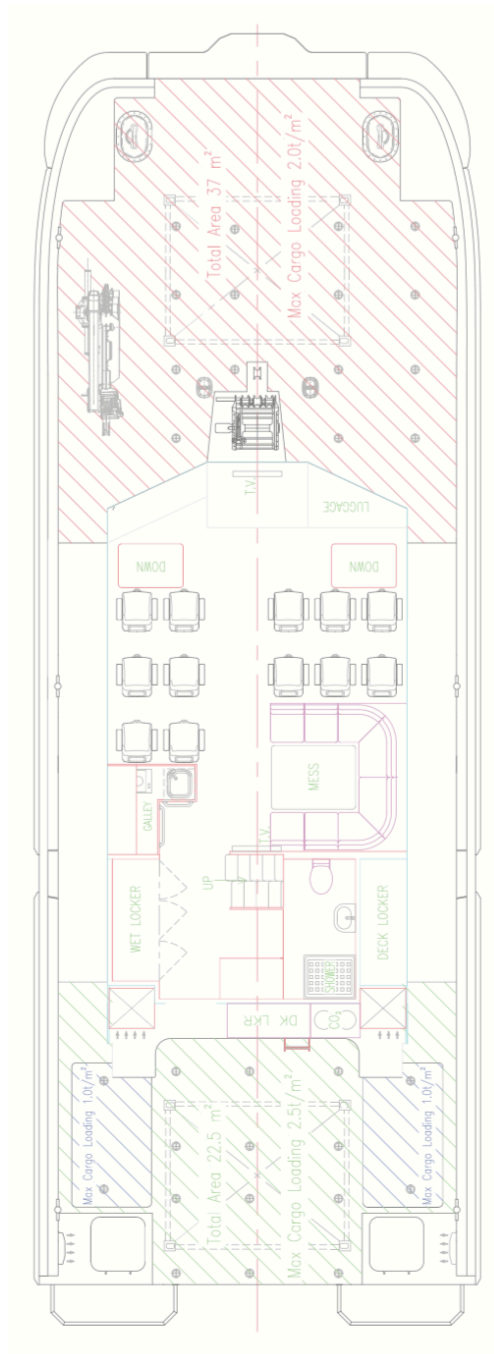 Total Area 37 m²
Max Cargo Loading 2.0t/m²
T.V.
LUGGAGE
DOWN
DOWN
MESS
GALLEY
T.V.
UP
WET LOCKER
DECK LOCKER
SHOWER
DK LKR
CO²
Max Cargo Loading 1.0t/m²
Total Area 22.5 m²
Max Cargo Loading 2.5t/m²
Max Cargo Loading 1.0t/m²